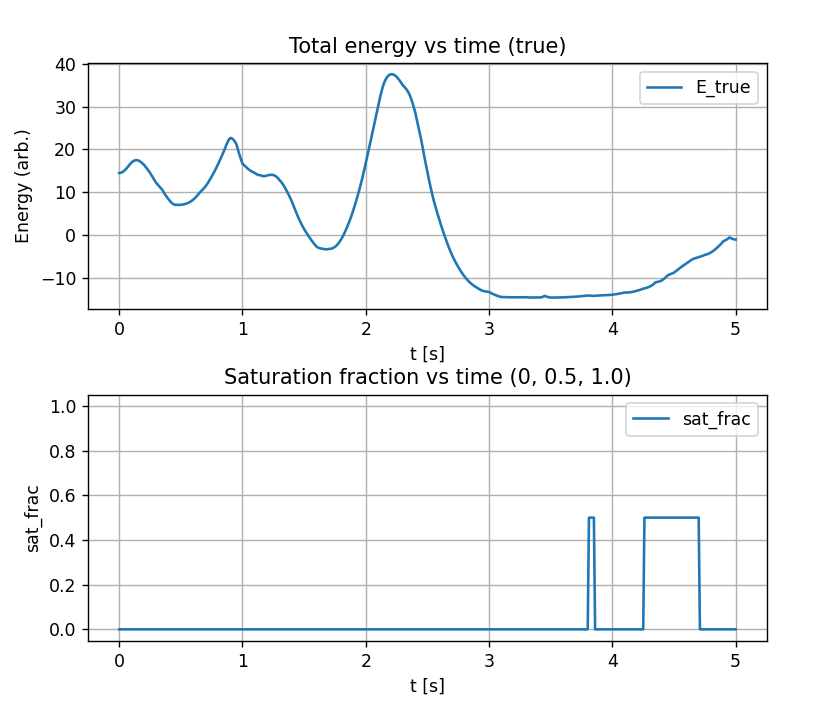 Total energy vs time (true)
Energy (arb.)
40
30
20
10
0
−10
E_true
0 1 2 3 4 5
t [s]
Saturation fraction vs time (0, 0.5, 1.0)
sat_frac
1.0
0.8
0.6
0.4
0.2
0.0
sat_frac
0 1 2 3 4 5
t [s]